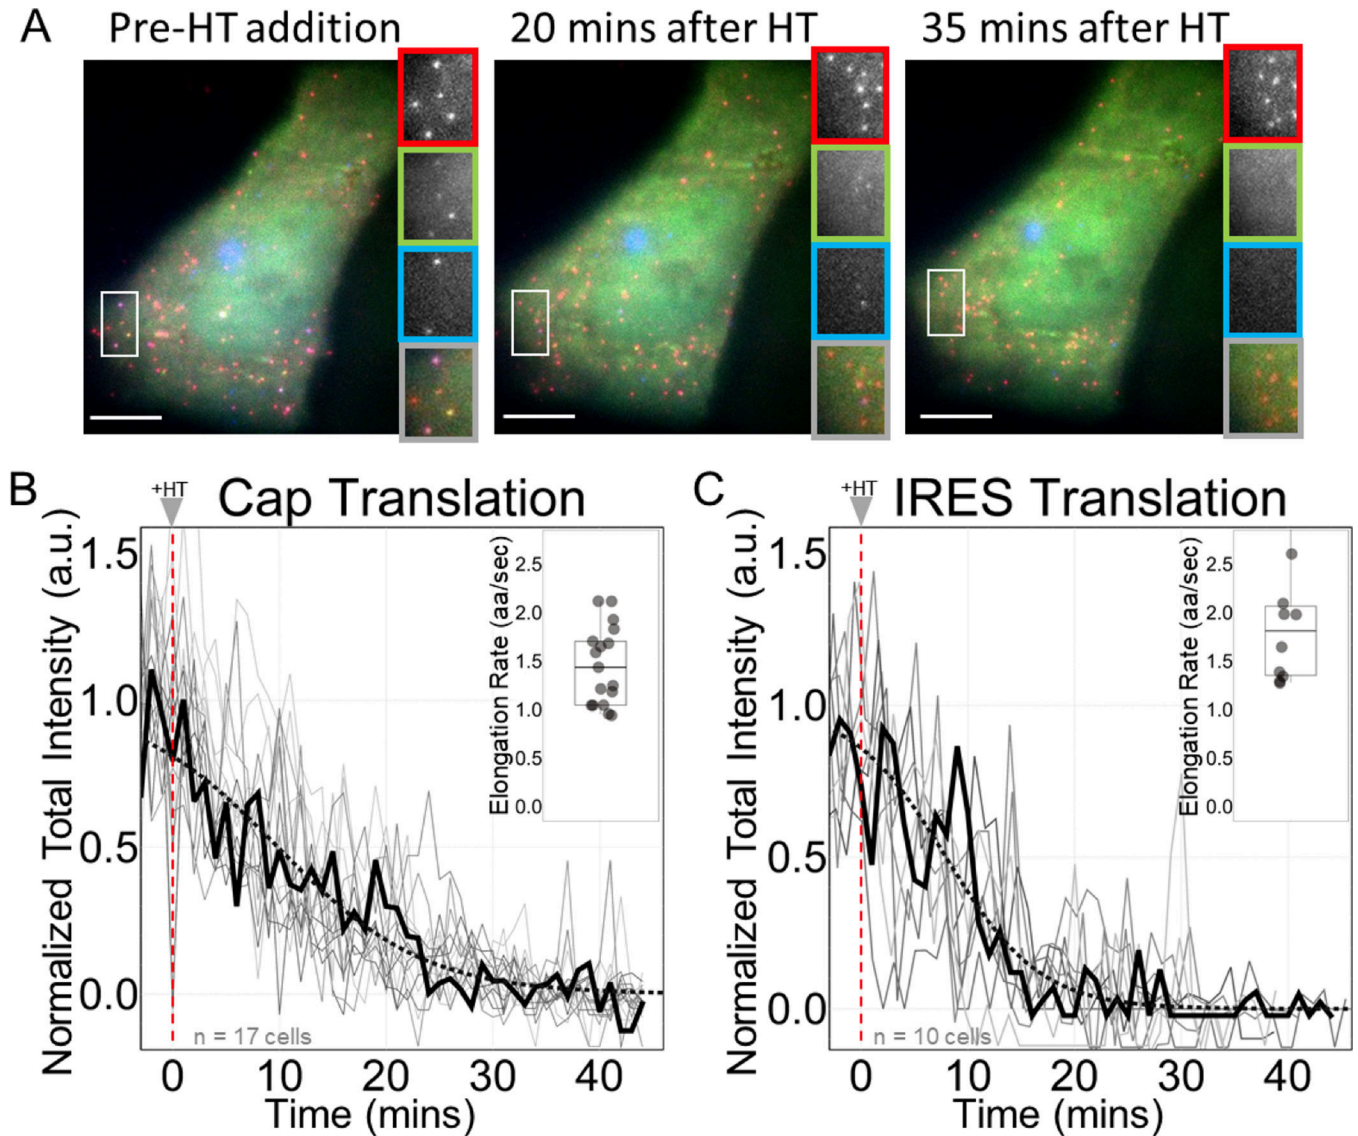 A
Pre-HT addition
20 mins after HT
35 mins after HT
B
+HT
Cap Translation
Normalized Total Intensity (a.u.)
1.5
1.0
0.5
0.0
Elongation Rate (aa/sec)
2.5
2.0
1.5
1.0
0.5
0.0
n = 17 cells
0
10
20
30
40
Time (mins)
C
+HT
IRES Translation
Normalized Total Intensity (a.u.)
1.5
1.0
0.5
0.0
Elongation Rate (aa/sec)
2.5
2.0
1.5
1.0
0.5
0.0
n = 10 cells
0
10
20
30
40
Time (mins)